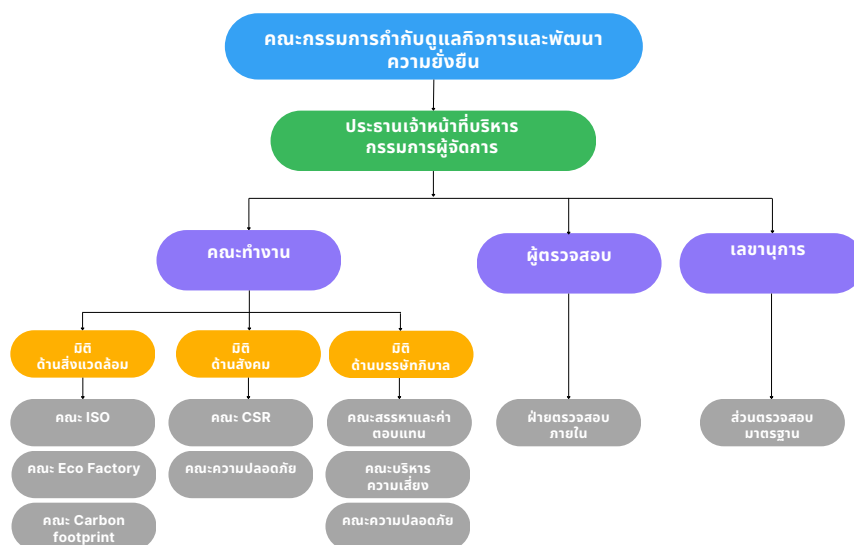 คณะกรรมการกำกับดูแลกิจการและพัฒนา
ความยั่งยืน
ประธานเจ้าหน้าที่บริหาร
กรรมการผู้จัดการ
คณะทำงาน
ผู้ตรวจสอบ
เลขานุการ
มิติ
ด้านสิ่งแวดล้อม
มิติ
ด้านสังคม
มิติ
ด้านบรรษัทภิบาล
คณะ ISO
คณะ CSR
คณะสรรหาและค่า
ตอบแทน
ฝ่ายตรวจสอบ
ภายใน
ส่วนตรวจสอบ
มาตรฐาน
คณะ Eco Factory
คณะความปลอดภัย
คณะบริหาร
ความเสี่ยง
คณะ Carbon
footprint
คณะความปลอดภัย